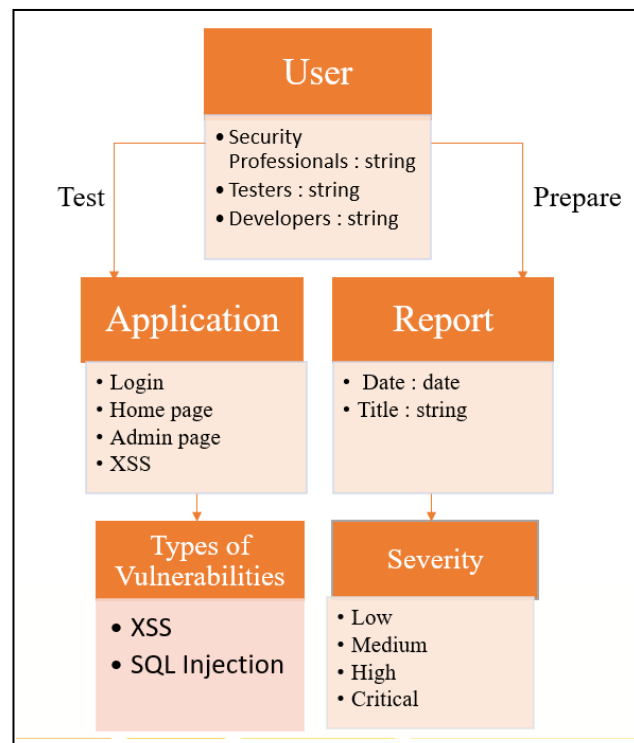 User
• Security
Professionals : string
• Testers : string
• Developers : string
Test
Prepare
Application
• Login
• Home page
• Admin page
• XSS
Report
• Date : date
• Title : string
Types of
Vulnerabilities
• XSS
• SQL Injection
Severity
• Low
• Medium
• High
• Critical